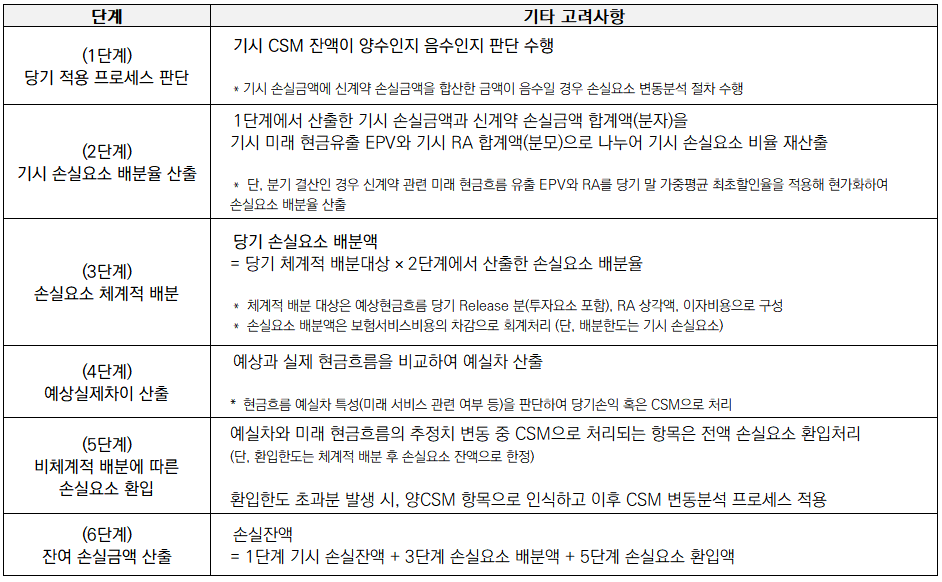 단계
기타 고려사항
(1단계)
당기 적용 프로세스 판단
기시 CSM 잔액이 양수인지 음수인지 판단 수행
* 기시 손실금액에 신계약 손실금액을 합산한 금액이 음수일 경우 손실요소 변동분석 절차 수행
(2단계)
기시 손실요소 배분율 산출
1단계에서 산출한 기시 손실금액과 신계약 손실금액 합계액(분자)을
기시 미래 현금유출 EPV와 기시 RA 합계액(분모)으로 나누어 기시 손실요소 비율 재산출
* 단, 분기 결산인 경우 신계약 관련 미래 현금흐름 유출 EPV와 RA를 당기 말 가중평균 최초할인율을 적용해 현가화하여
손실요소 배분율 산출
(3단계)
손실요소 체계적 배분
당기 손실요소 배분액
= 당기 체계적 배분대상 × 2단계에서 산출한 손실요소 배분율
* 체계적 배분 대상은 예상현금흐름 당기 Release 분(투자요소 포함), RA 상각액, 이자비용으로 구성
* 손실요소 배분액은 보험서비스비용의 차감으로 회계처리 (단, 배분한도는 기시 손실요소)
(4단계)
예상실제차이 산출
예상과 실제 현금흐름을 비교하여 예실차 산출
* 현금흐름 예실차 특성(미래 서비스 관련 여부 등)을 판단하여 당기손익 혹은 CSM으로 처리
(5단계)
비체계적 배분에 따른
손실요소 환입
예실차와 미래 현금흐름의 추정치 변동 중 CSM으로 처리되는 항목은 전액 손실요소 환입처리
(단, 환입한도는 체계적 배분 후 손실요소 잔액으로 한정)
환입한도 초과분 발생 시, 양CSM 항목으로 인식하고 이후 CSM 변동분석 프로세스 적용
(6단계)
잔여 손실금액 산출
손실잔액
= 1단계 기시 손실잔액 + 3단계 손실요소 배분액 + 5단계 손실요소 환입액